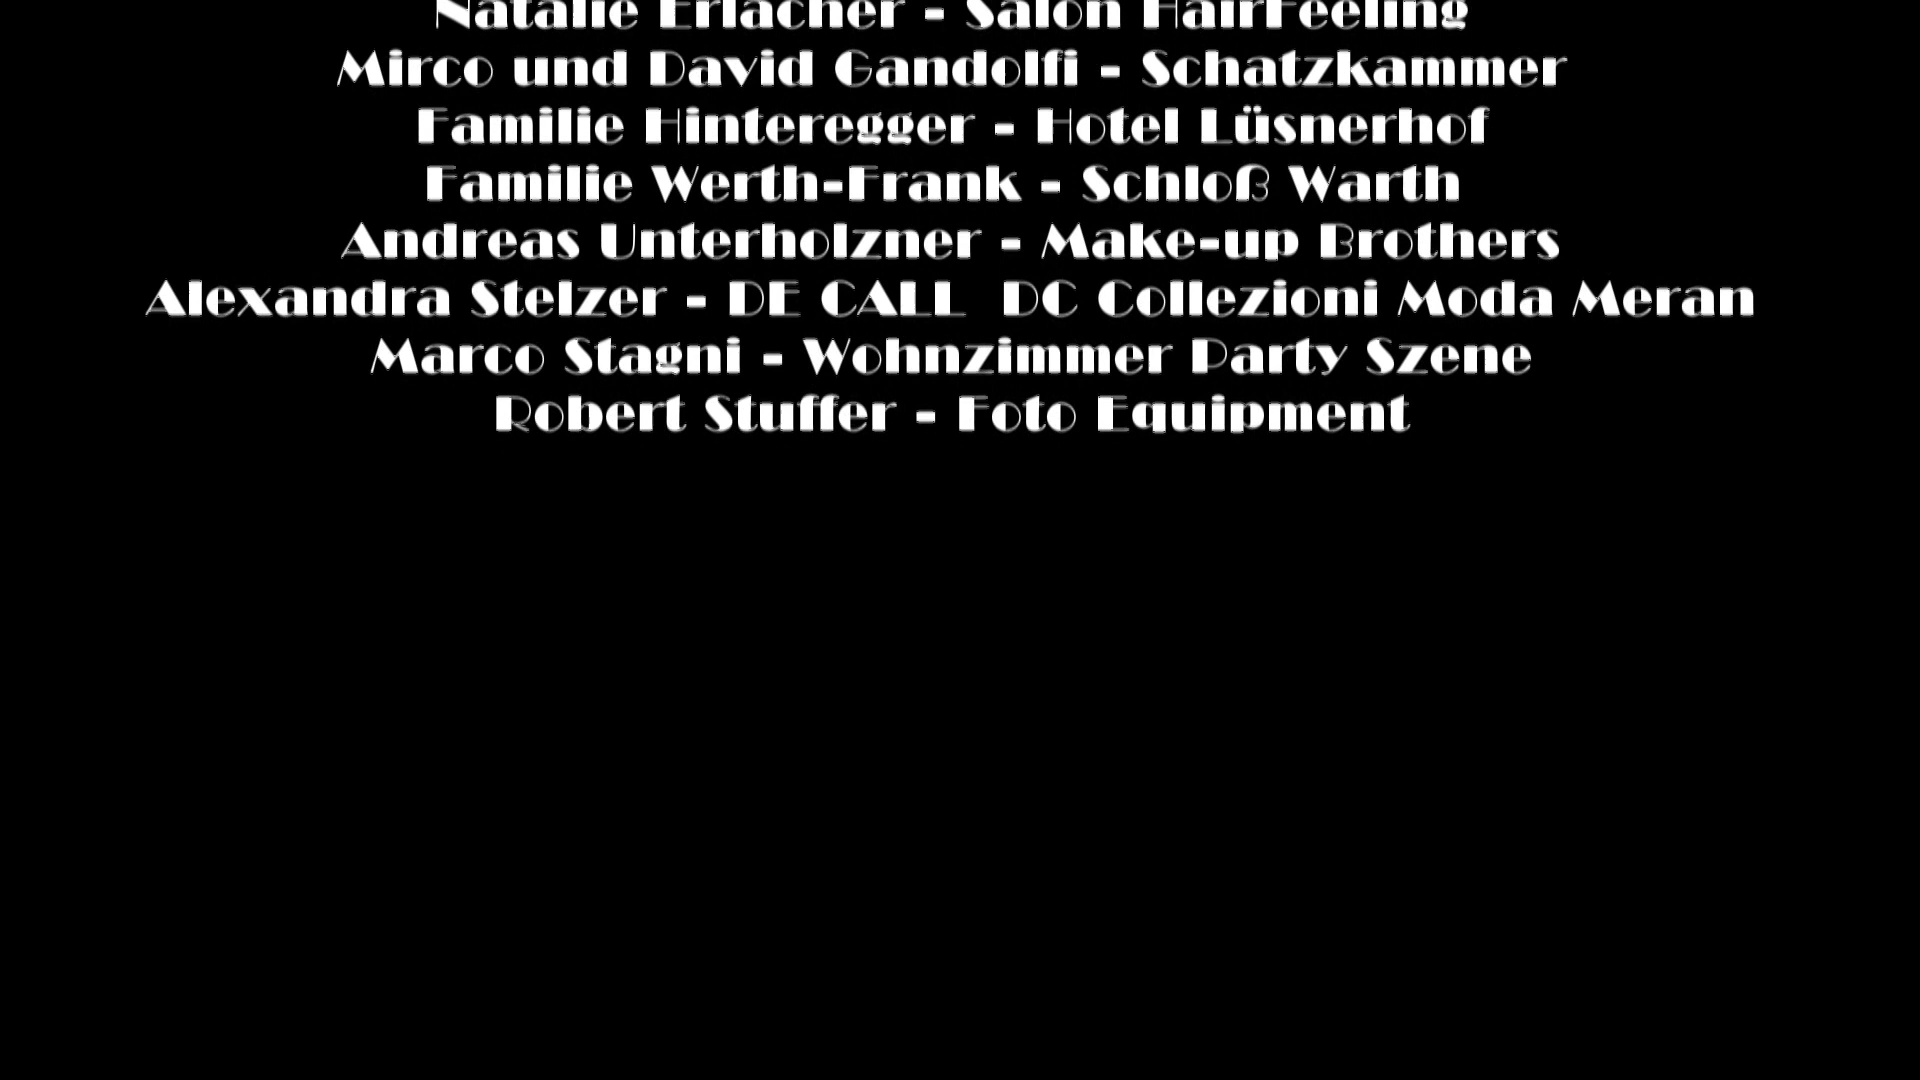 Natalie Erlacher - Salon HairFeeling
Mirco und David Gandolfi - Schatzkammer
Familie Hinteregger - Hotel Lüsnerhof
Familie Werth-Frank - Schloß Warth
Andreas Unterholzner - Make-up Brothers
Alexandra Stelzer - DE CALL  DC Collezioni Moda Meran
Marco Stagni - Wohnzimmer Party Szene
Robert Stuffer - Foto Equipment